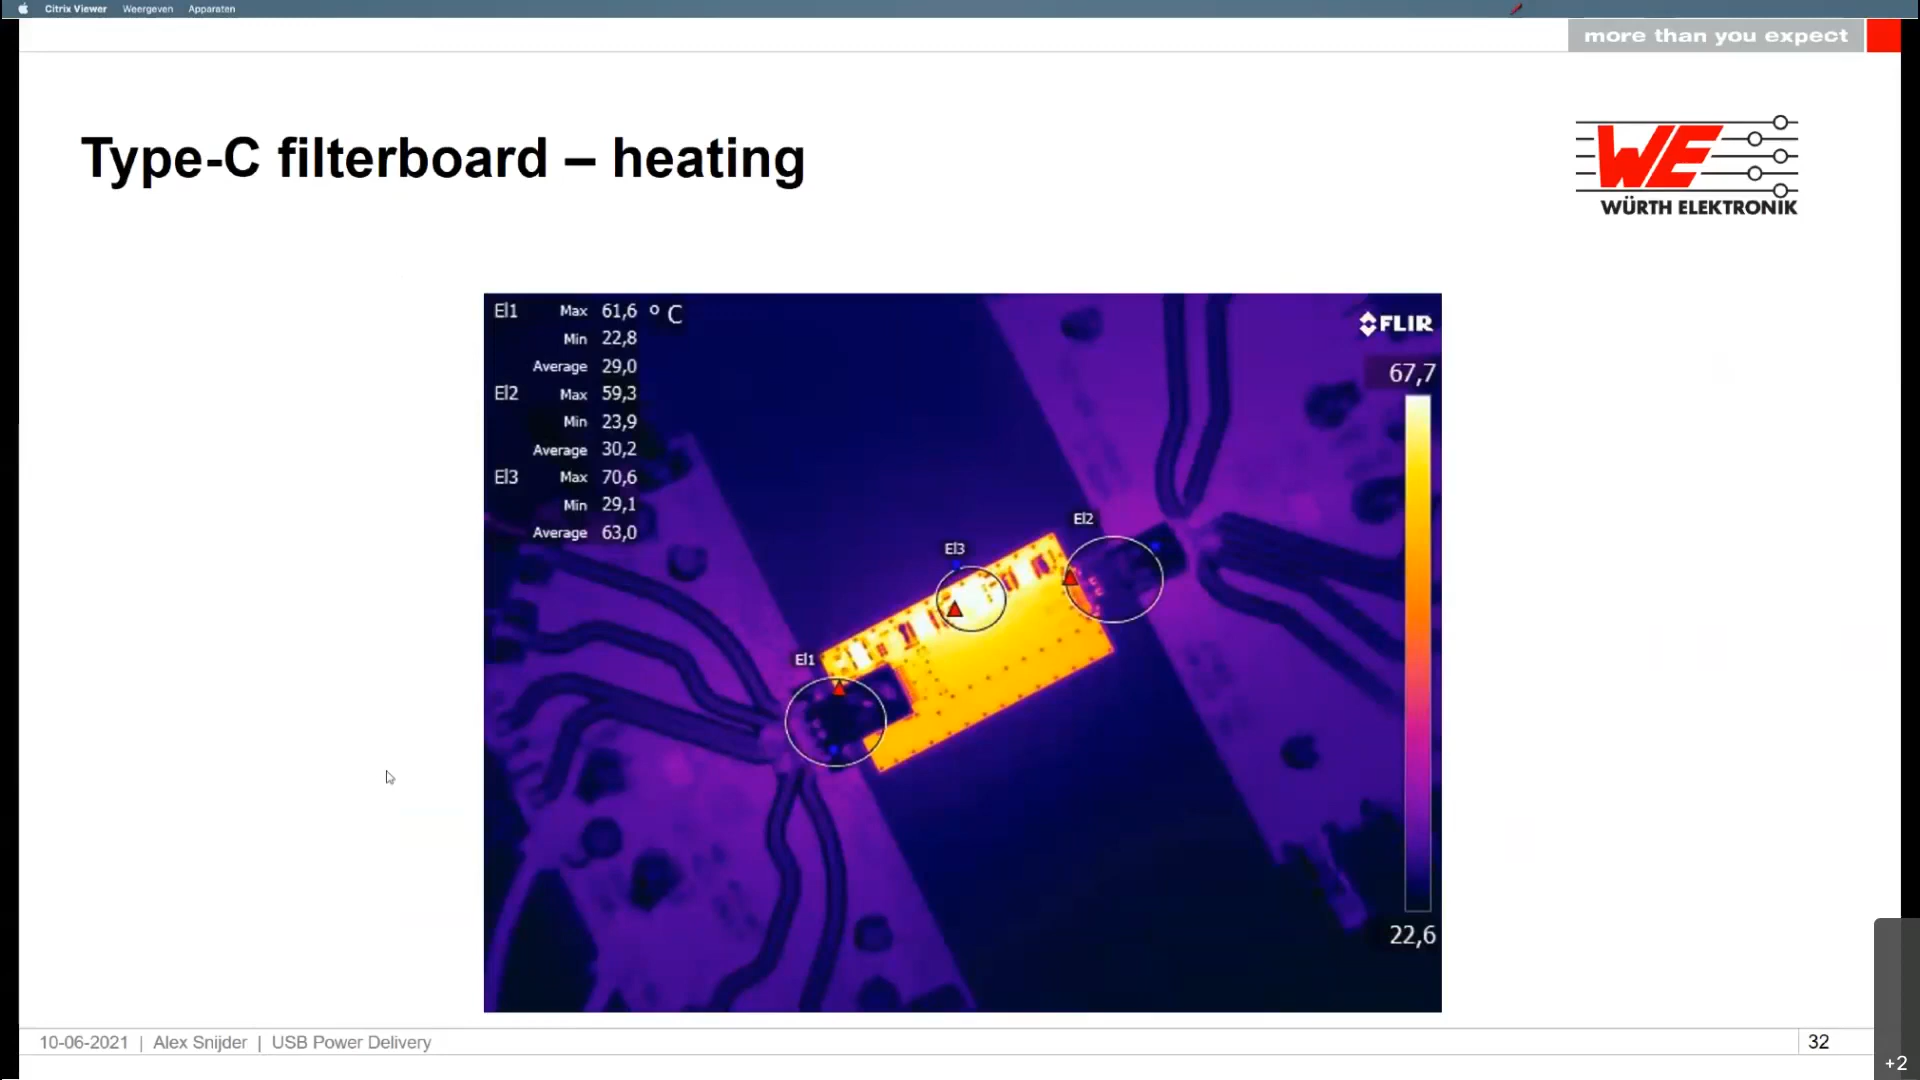 Citrix Viewer Weergeven Apparaten
more than you expect
Type-C filterboard – heating
WE
WÜRTH ELEKTRONIK
El1 Max 61,6 ° C
Min 22,8
Average 29,0
El2 Max 59,3
Min 23,9
Average 30,2
El3 Max 70,6
Min 29,1
Average 63,0
FLIR
67,7
El2
El3
El1
22,6
10-06-2021 | Alex Snijder | USB Power Delivery
32
+2